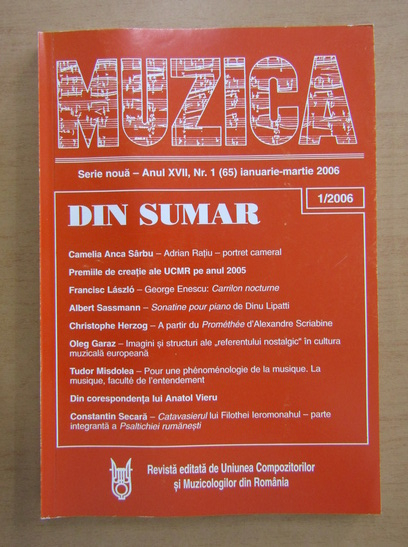 MUZICA
Serie nouă – Anul XVII, Nr. 1 (65) ianuarie-martie 2006
1/2006
DIN SUMAR
Camelia Anca Sârbu – Adrian Rațiu – portret cameral
Premiile de creație ale UCMR pe anul 2005
Francisc László – George Enescu: Carrilon nocturne
Albert Sassmann – Sonatine pour piano de Dinu Lipatti
Christophe Herzog – A partir du Prométhée d'Alexandre Scriabine
Oleg Garaz – Imagini și structuri ale „referentului nostalgic" în cultura
muzicală europeană
Tudor Misdolea – Pour une phénoménologie de la musique. La
musique, faculté de l'entendement
Din corespondența lui Anatol Vieru
Constantin Secară – Catavasierul lui Filothei Ieromonahul – parte
integrantă a Psaltichiei rumânești
Revistă editată de Uniunea Compozitorilor
și Muzicologilor din România